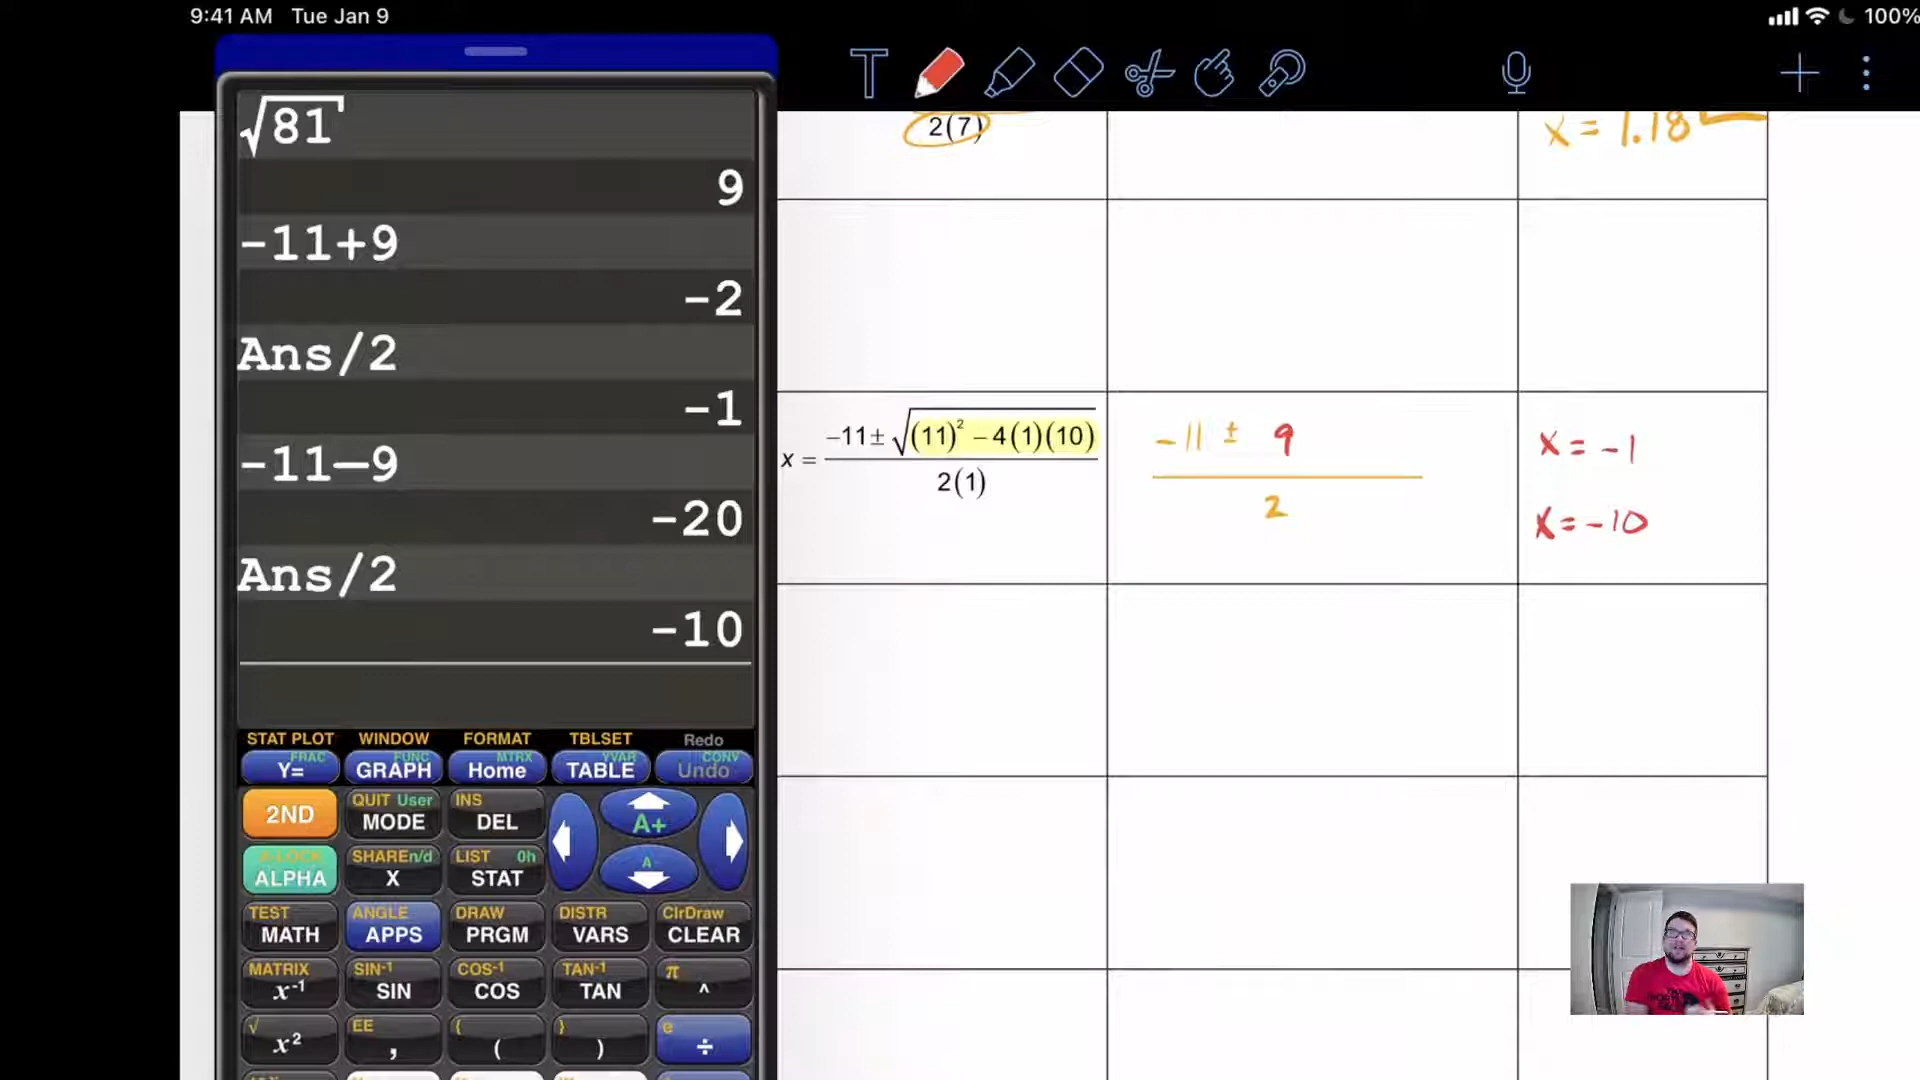 9:41 AM Tue Jan 9
100%
√81
9
-11+9
-2
Ans/2
-1
-11-9
-20
Ans/2
-10
STAT PLOT WINDOW FORMAT TBLSET Redo
FRAC FUNC MTRX YVAR CONV
Y= GRAPH Home TABLE Undo
QUIT User INS
2ND MODE DEL A+
A-LOCK SHARE n/d LIST 0h A-
ALPHA X STAT
TEST ANGLE DRAW DISTR ClrDraw
MATH APPS PRGM VARS CLEAR
MATRIX SIN⁻¹ COS⁻¹ TAN⁻¹ π
x⁻¹ SIN COS TAN ^
√ EE { } e
x² , ( ) ÷
2(7)
x = 1.18
x = (-11 ± √((11)² - 4(1)(10))) / 2(1)
-11 ± 9
2
x = -1
x = -10